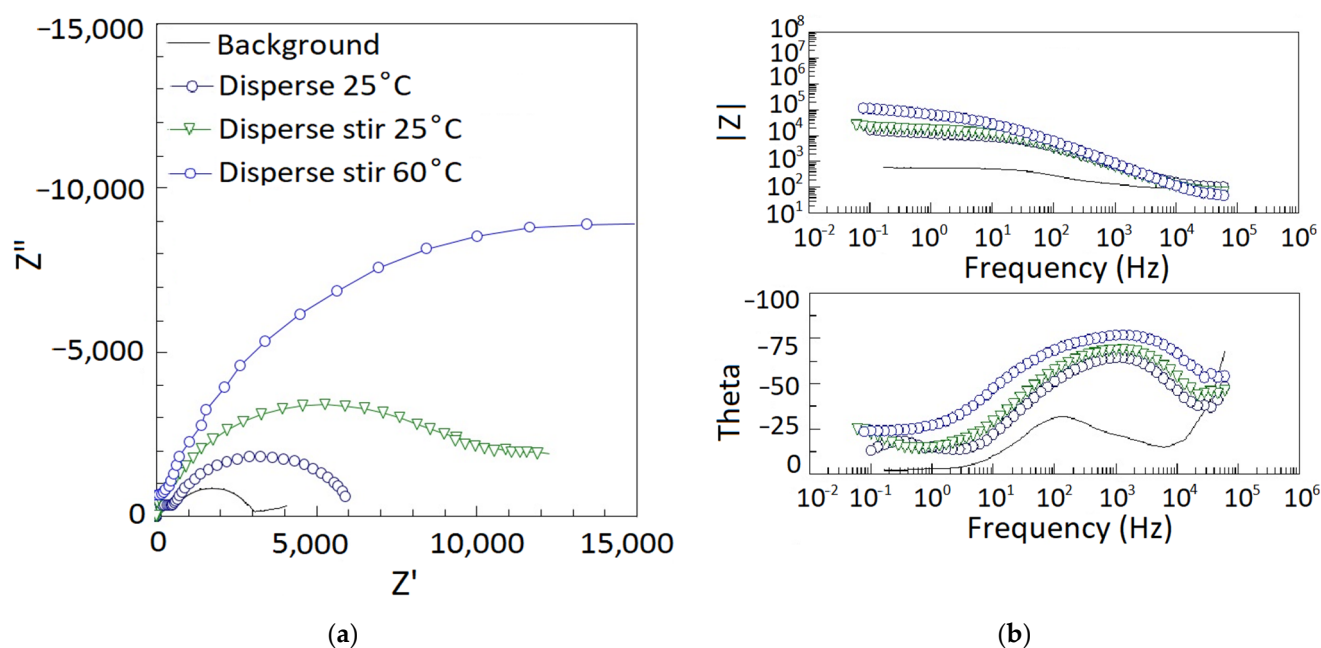 −15,000
Background
Disperse 25°C
Disperse stir 25°C
Disperse stir 60°C
−10,000
Z"
−5,000
0
0 5,000 10,000 15,000
Z'
(a)
10⁸
10⁷
10⁶
10⁵
10⁴
10³
10²
10¹
|Z|
10⁻² 10⁻¹ 10⁰ 10¹ 10² 10³ 10⁴ 10⁵ 10⁶
Frequency (Hz)
−100
−75
−50
−25
0
Theta
10⁻² 10⁻¹ 10⁰ 10¹ 10² 10³ 10⁴ 10⁵ 10⁶
Frequency (Hz)
(b)